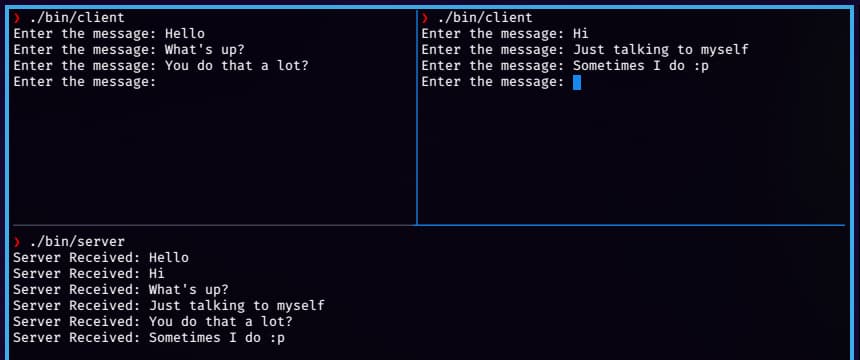 ❯ ./bin/client
Enter the message: Hello
Enter the message: What's up?
Enter the message: You do that a lot?
Enter the message:
❯ ./bin/client
Enter the message: Hi
Enter the message: Just talking to myself
Enter the message: Sometimes I do :p
Enter the message:
❯ ./bin/server
Server Received: Hello
Server Received: Hi
Server Received: What's up?
Server Received: Just talking to myself
Server Received: You do that a lot?
Server Received: Sometimes I do :p